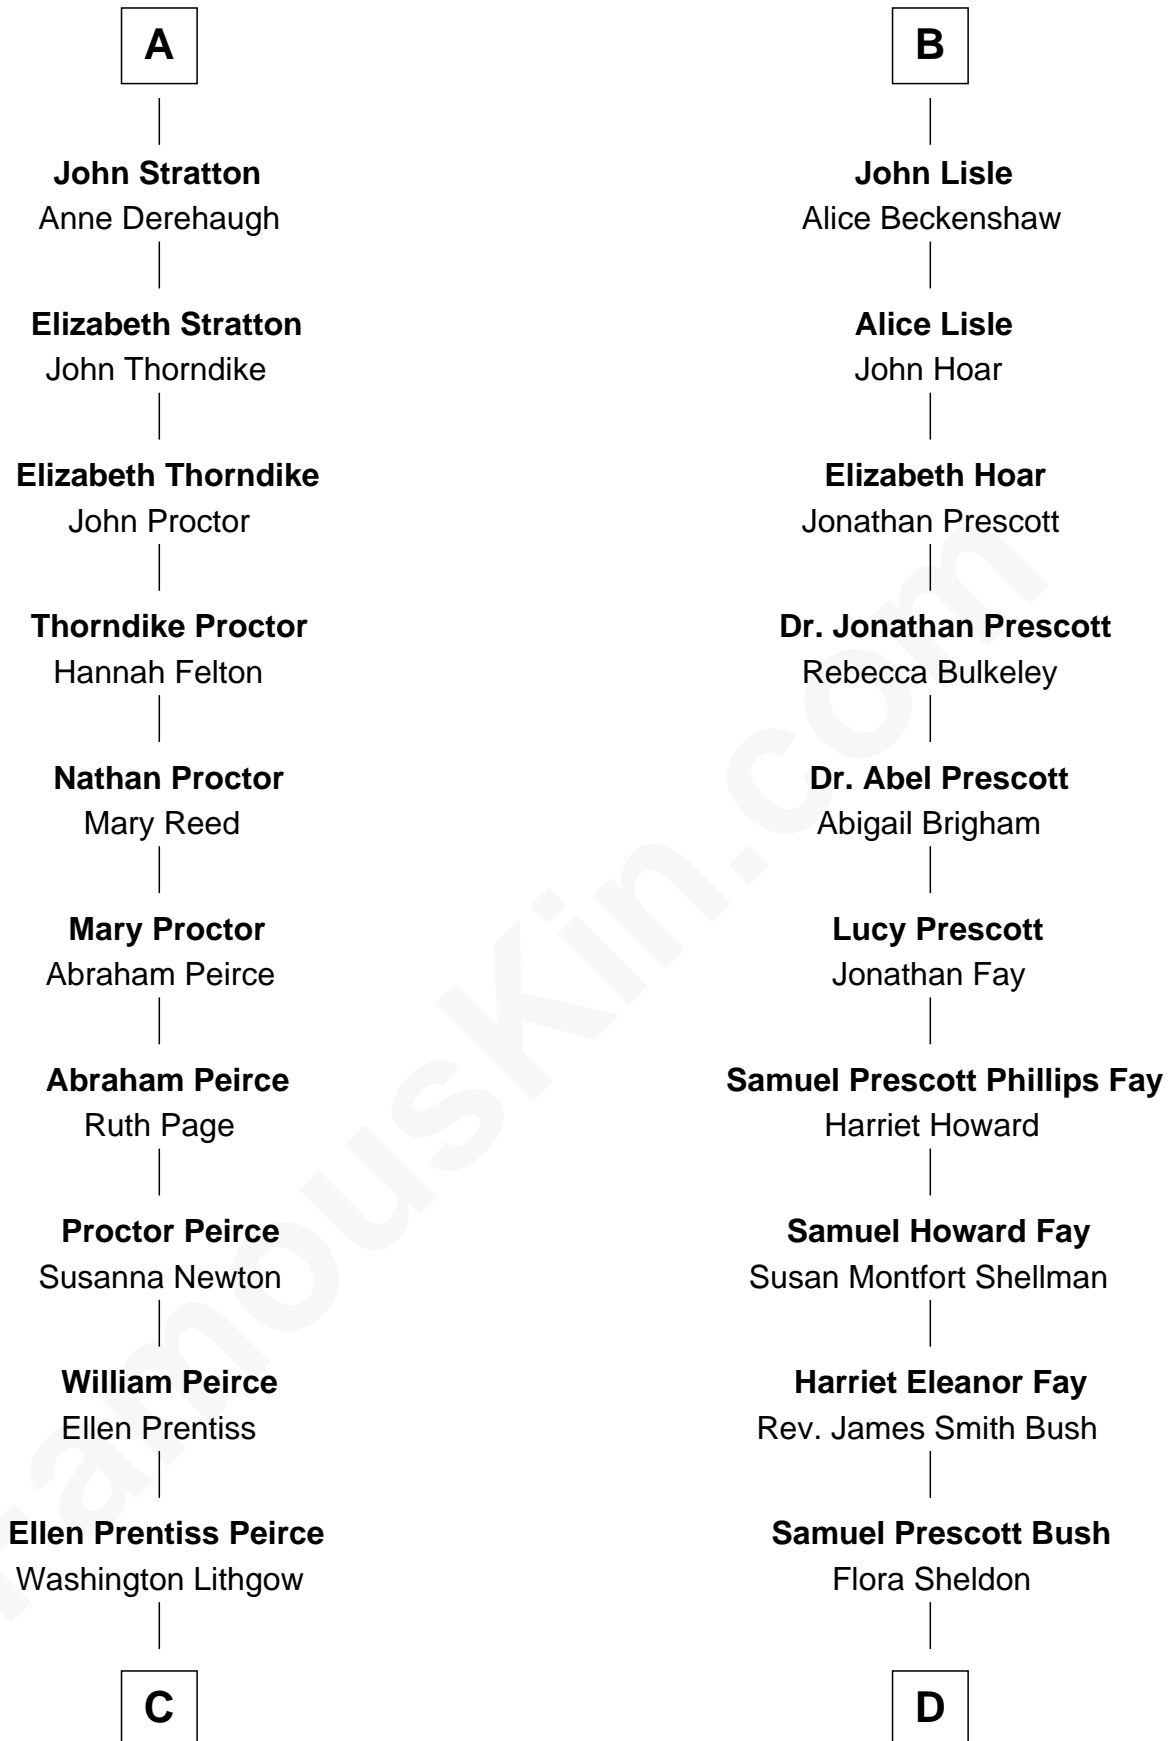 A
John Stratton
Anne Derehaugh
Elizabeth Stratton
John Thorndike
Elizabeth Thorndike
John Proctor
Thorndike Proctor
Hannah Felton
Nathan Proctor
Mary Reed
Mary Proctor
Abraham Peirce
Abraham Peirce
Ruth Page
Proctor Peirce
Susanna Newton
William Peirce
Ellen Prentiss
Ellen Prentiss Peirce
Washington Lithgow
C
B
John Lisle
Alice Beckenshaw
Alice Lisle
John Hoar
Elizabeth Hoar
Jonathan Prescott
Dr. Jonathan Prescott
Rebecca Bulkeley
Dr. Abel Prescott
Abigail Brigham
Lucy Prescott
Jonathan Fay
Samuel Prescott Phillips Fay
Harriet Howard
Samuel Howard Fay
Susan Montfort Shellman
Harriet Eleanor Fay
Rev. James Smith Bush
Samuel Prescott Bush
Flora Sheldon
D
FamousKin.com